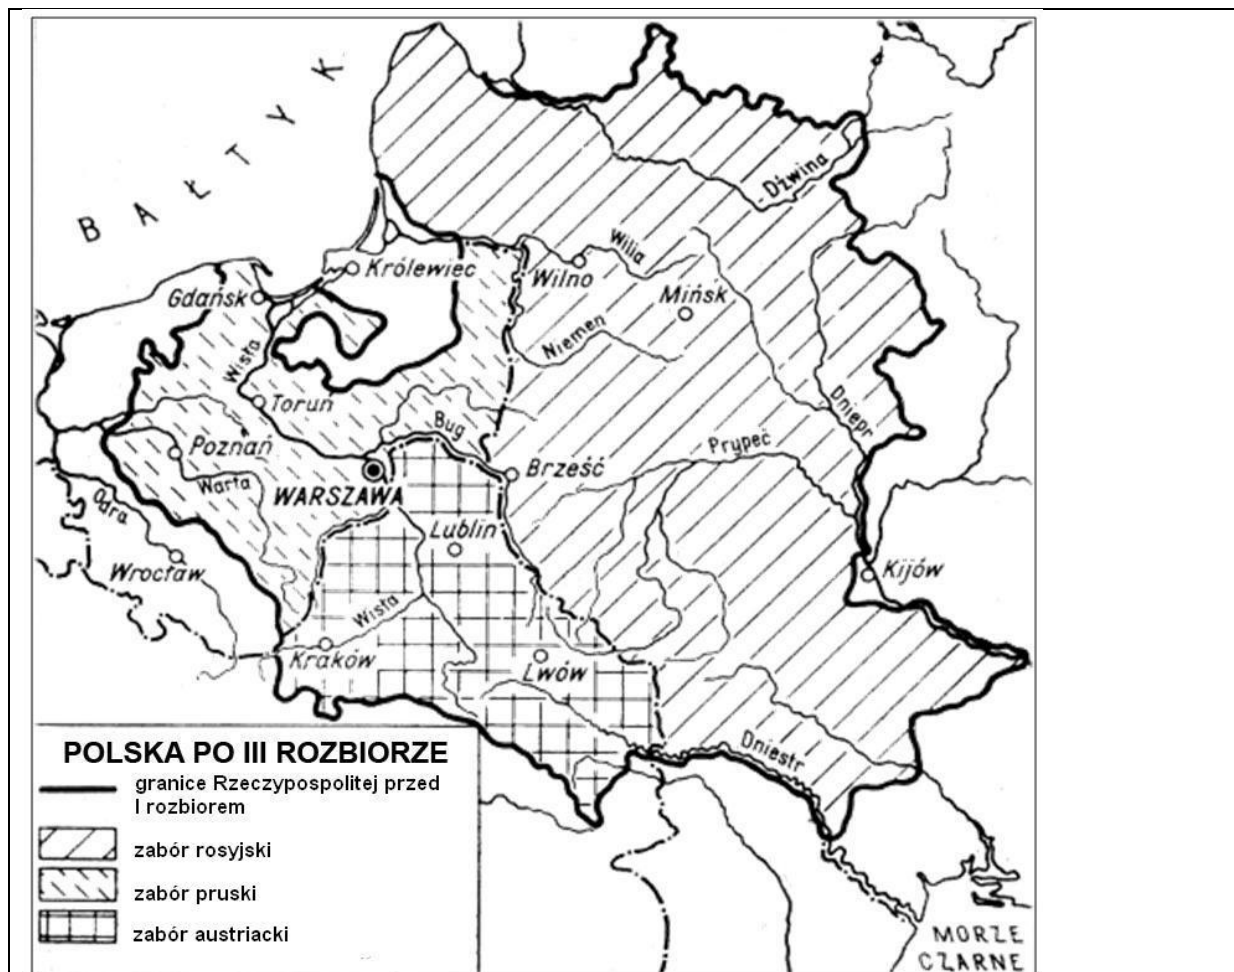 BAŁTYK
Dźwina
Królewiec
Wilno
Wilia
Gdańsk
Mińsk
Niemen
Wisła
Toruń
Bug
Dniepr
Poznań
Prypeć
Warta
WARSZAWA
Brześć
Odra
Lublin
Wrocław
Kijów
Wisła
Kraków
Lwów
Dniestr
POLSKA PO III ROZBIORZE
granice Rzeczypospolitej przed
I rozbiorem
zabór rosyjski
zabór pruski
zabór austriacki
MORZE
CZARNE